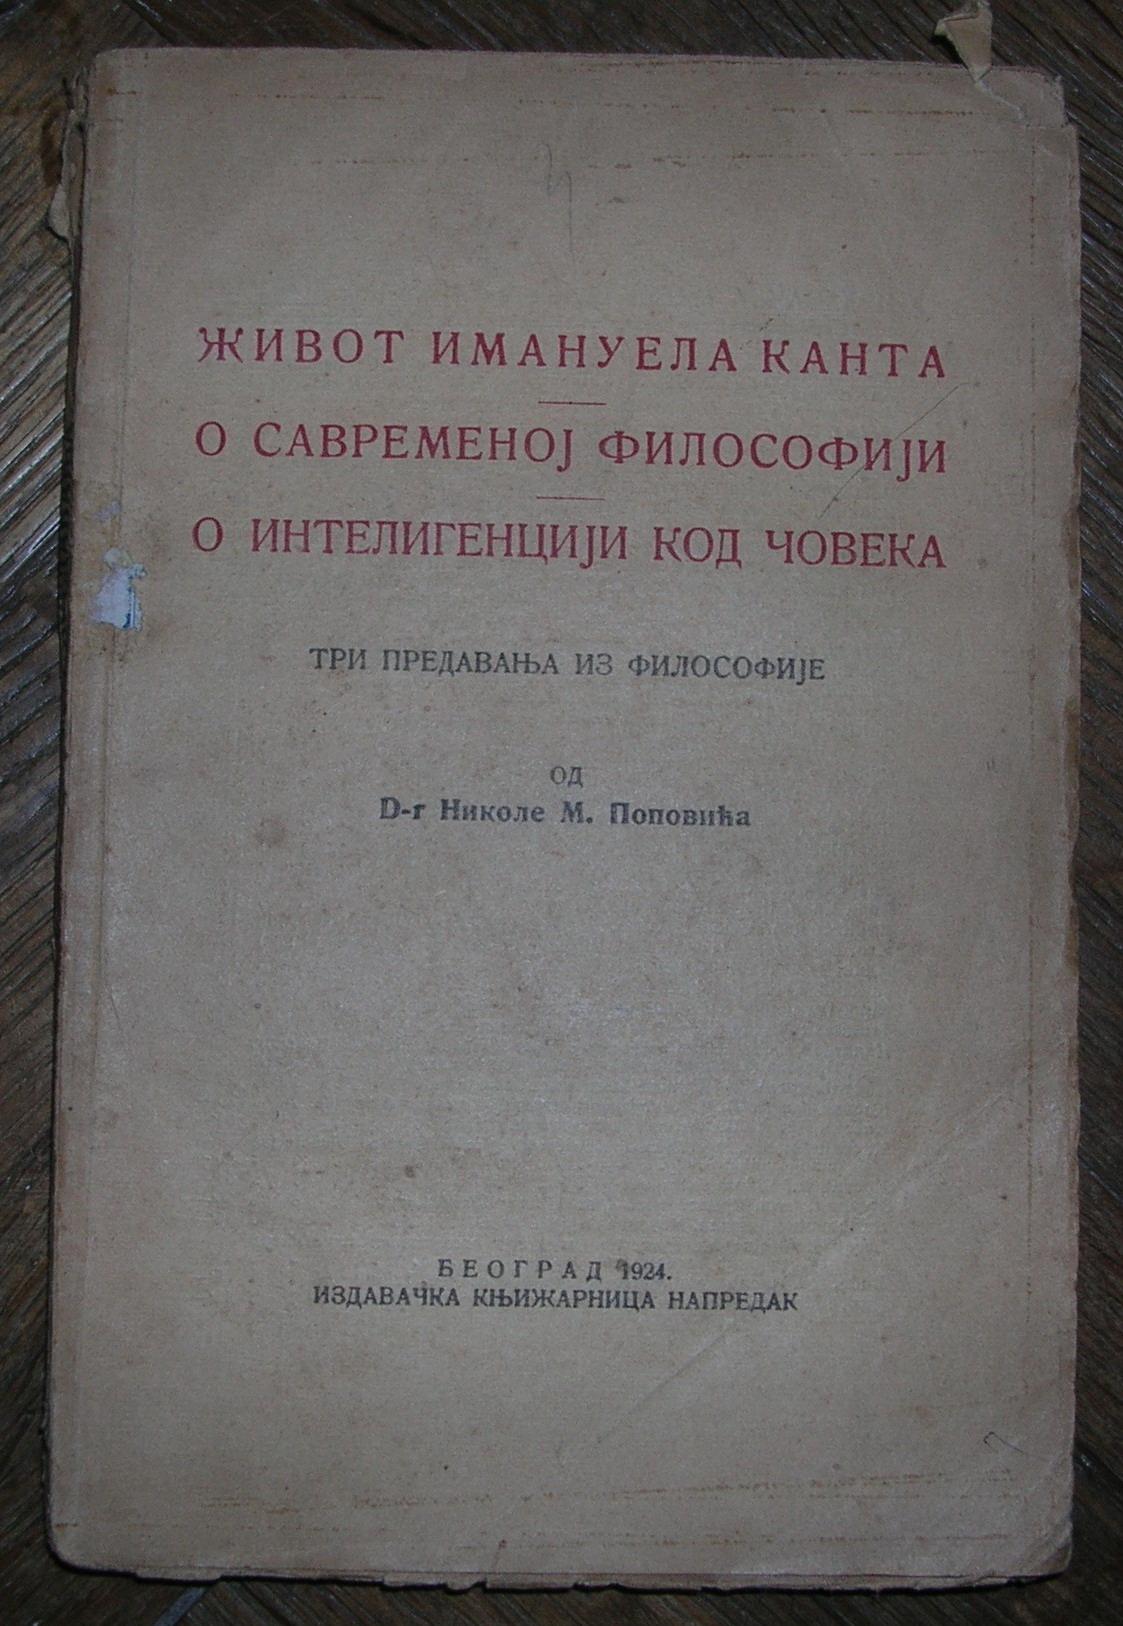 ЖИВОТ ИМАНУЕЛА КАНТА
О САВРЕМЕНОЈ ФИЛОСОФИЈИ
О ИНТЕЛИГЕНЦИЈИ КОД ЧОВЕКА
ТРИ ПРЕДАВАЊА ИЗ ФИЛОСОФИЈЕ
ОД
D-r Николе М. Поповића
БЕОГРАД 1924.
ИЗДАВАЧКА КЊИЖАРНИЦА НАПРЕДАК